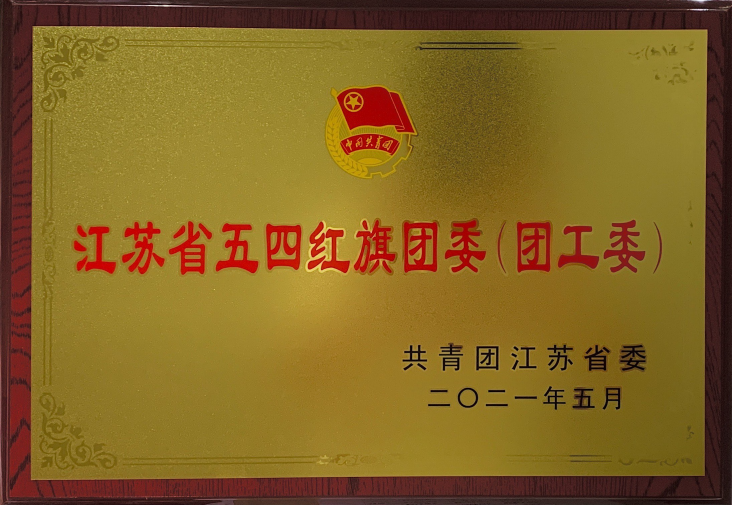 中国共青团
江苏省五四红旗团委（团工委）
共青团江苏省委
二〇二一年五月